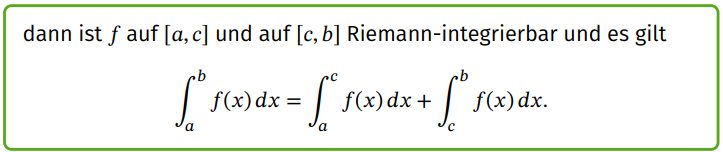 dann ist f auf [a, c] und auf [c, b] Riemann-integrierbar und es gilt
∫_a^b f(x) dx = ∫_a^c f(x) dx + ∫_c^b f(x) dx.